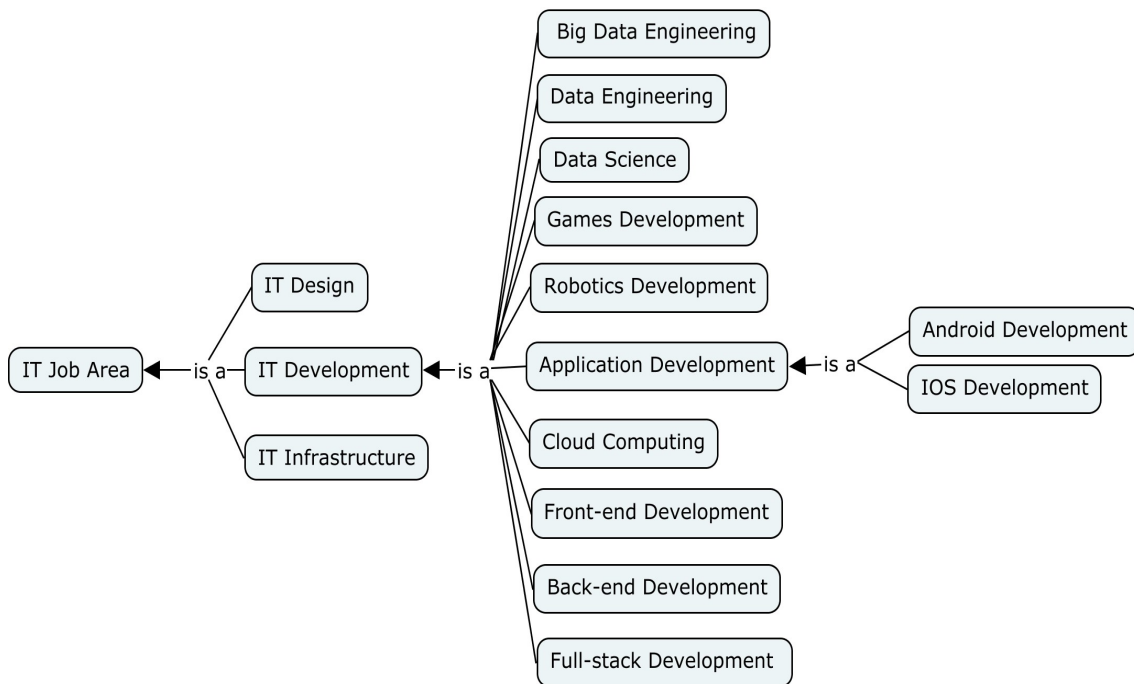 Big Data Engineering
Data Engineering
Data Science
Games Development
Robotics Development
IT Design
Android Development
IT Job Area
is a
IT Development
is a
Application Development
is a
IOS Development
Cloud Computing
IT Infrastructure
Front-end Development
Back-end Development
Full-stack Development